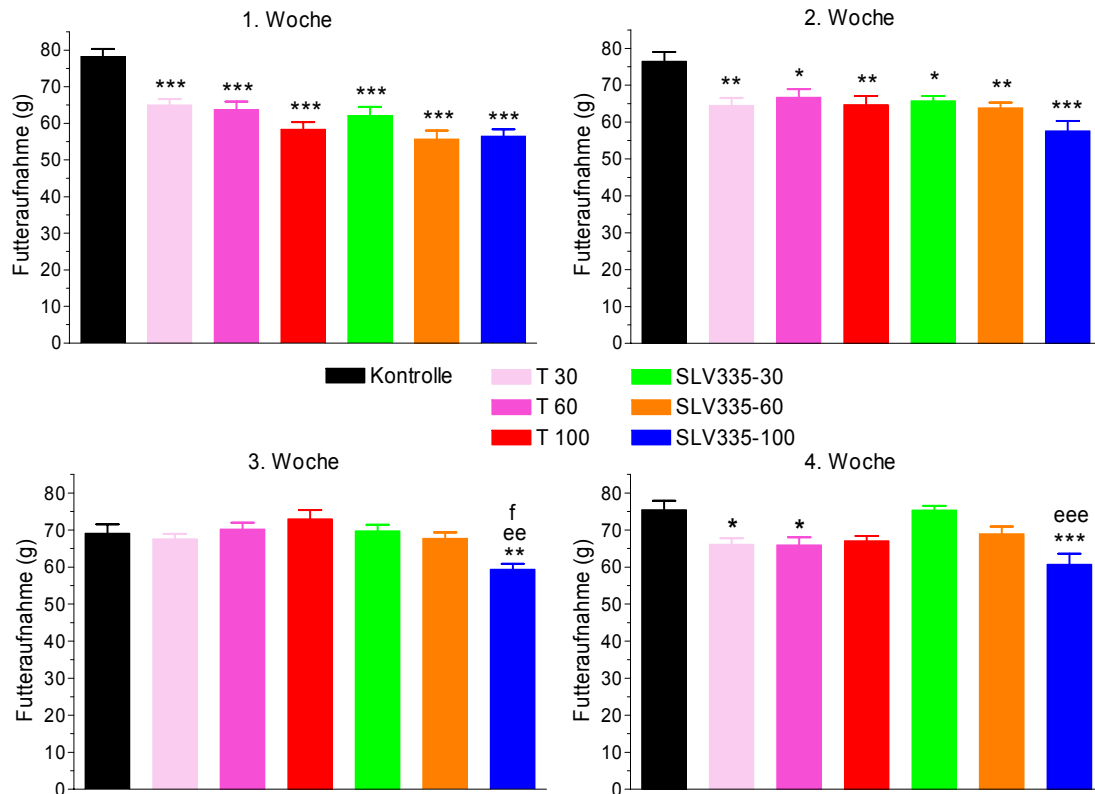 1. Woche
Futteraufnahme (g)
80
70
60
50
40
30
20
10
0
*** *** *** *** *** ***
2. Woche
Futteraufnahme (g)
80
70
60
50
40
30
20
10
0
** * ** * ** ***
Kontrolle
T 30
T 60
T 100
SLV335-30
SLV335-60
SLV335-100
3. Woche
Futteraufnahme (g)
80
70
60
50
40
30
20
10
0
f
ee
**
4. Woche
Futteraufnahme (g)
80
70
60
50
40
30
20
10
0
* *
eee
***